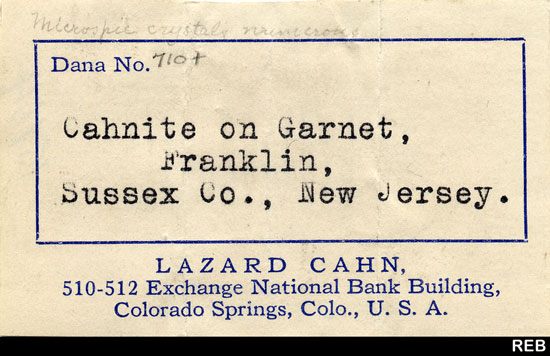 Microspic crystals numerous
Dana No. 710+
Cahnite on Garnet,
Franklin,
Sussex Co., New Jersey.
LAZARD CAHN,
510-512 Exchange National Bank Building,
Colorado Springs, Colo., U. S. A.
REB